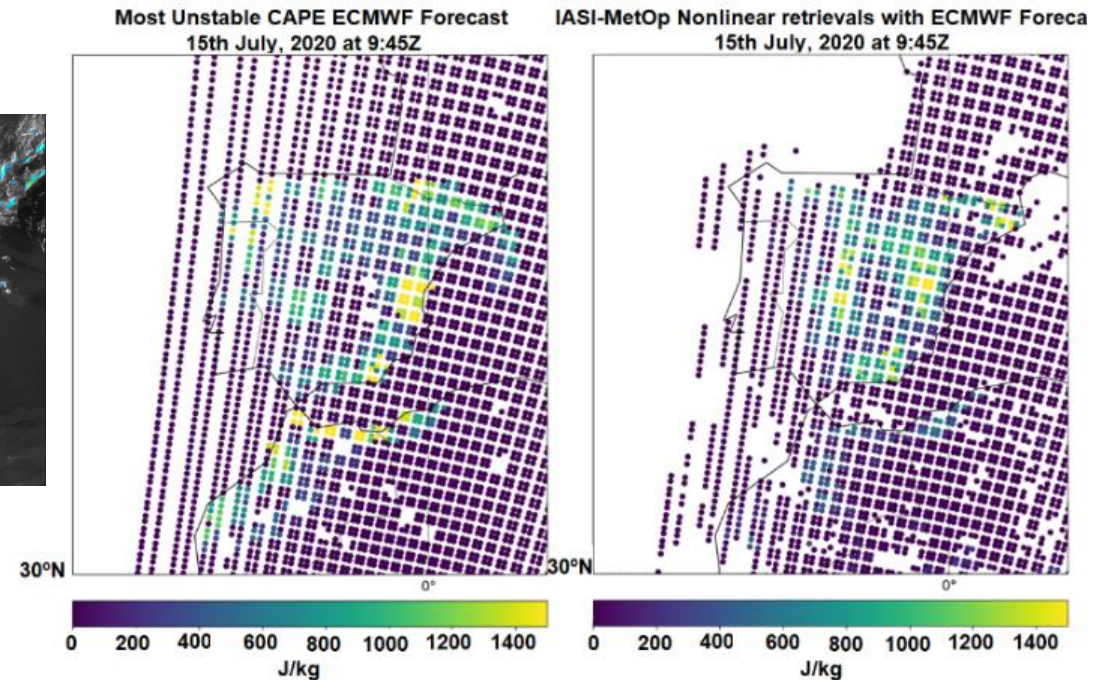 Most Unstable CAPE ECMWF Forecast
15th July, 2020 at 9:45Z
30ºN
0°
0 200 400 600 800 1000 1200 1400
J/kg
IASI-MetOp Nonlinear retrievals with ECMWF Foreca
15th July, 2020 at 9:45Z
30ºN
0°
0 200 400 600 800 1000 1200 1400
J/kg